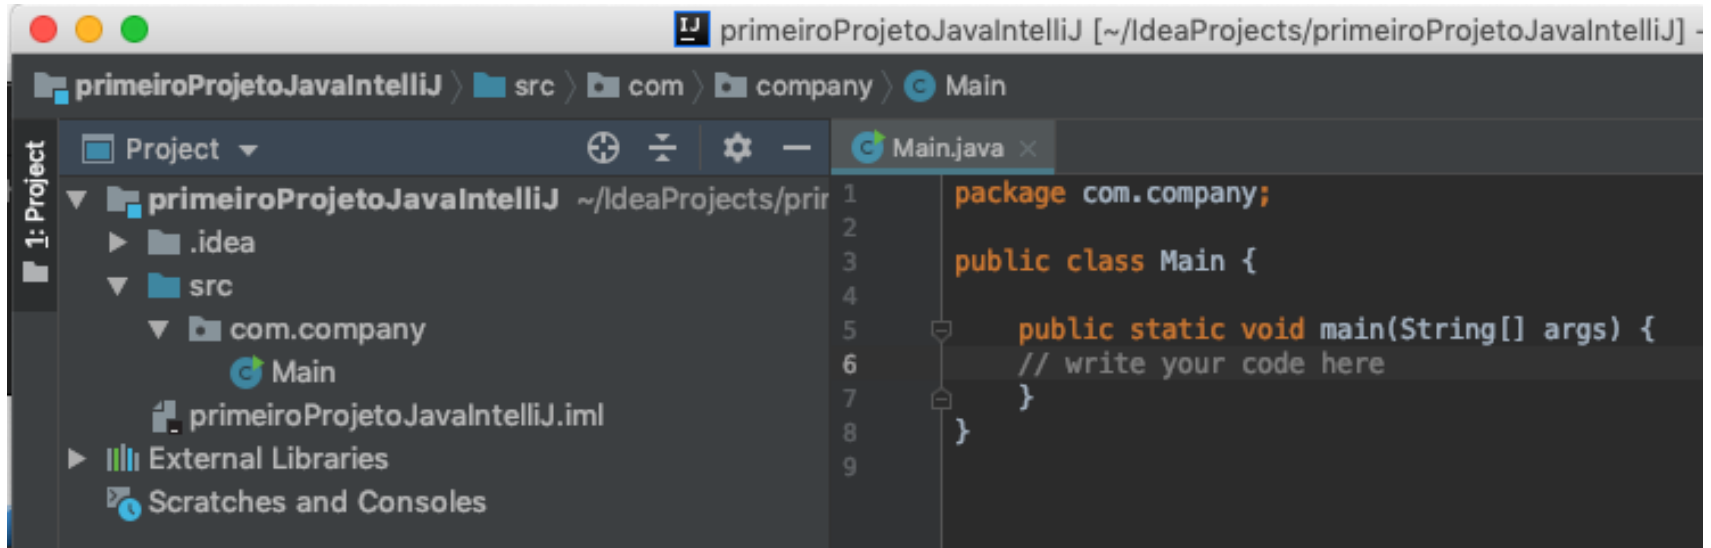 IJ primeiroProjetoJavaIntelliJ [~/IdeaProjects/primeiroProjetoJavaIntelliJ] -
primeiroProjetoJavaIntelliJ 〉 src 〉 com 〉 company 〉 Main
1: Project
Project
primeiroProjetoJavaIntelliJ ~/IdeaProjects/prir
.idea
src
com.company
Main
primeiroProjetoJavaIntelliJ.iml
External Libraries
Scratches and Consoles
Main.java
1 package com.company;
2
3 public class Main {
4
5 public static void main(String[] args) {
6 // write your code here
7 }
8 }
9